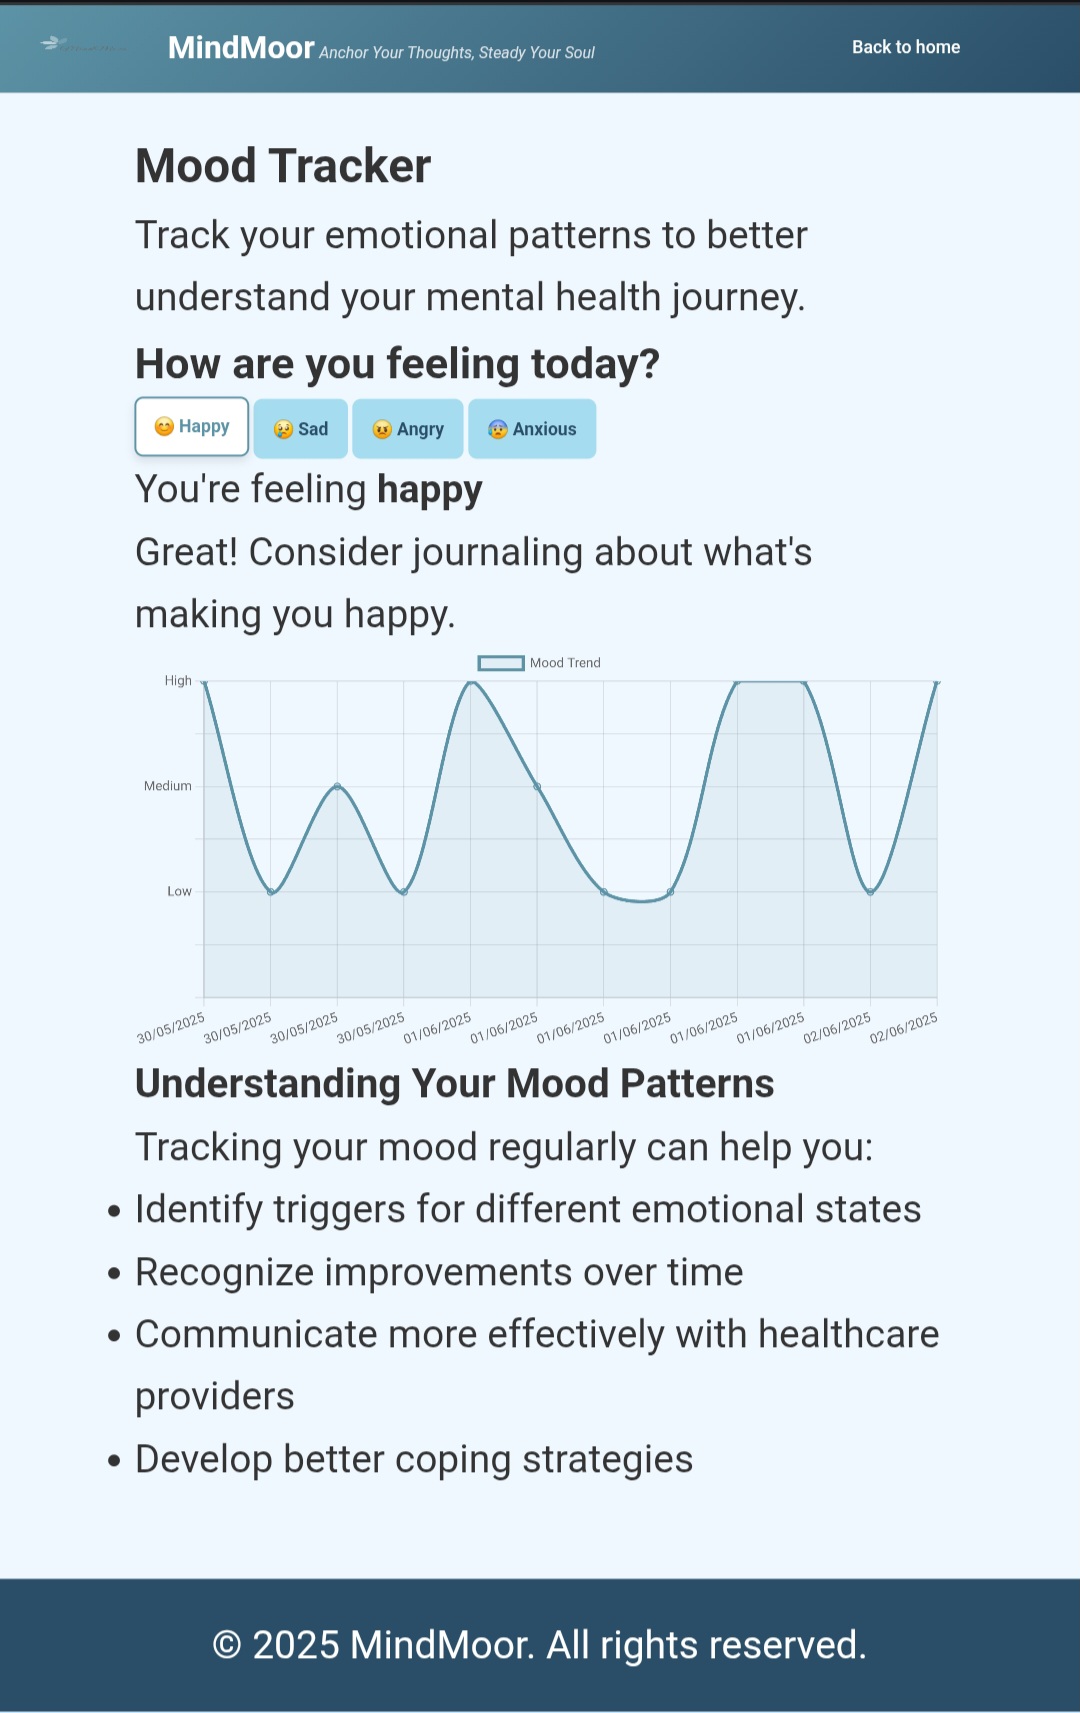 MindMoor Anchor Your Thoughts, Steady Your Soul
Back to home
Mood Tracker
Track your emotional patterns to better
understand your mental health journey.
How are you feeling today?
😊 Happy
😢 Sad
😠 Angry
😰 Anxious
You're feeling happy
Great! Consider journaling about what's
making you happy.
Mood Trend
High
Medium
Low
30/05/2025
30/05/2025
30/05/2025
30/05/2025
01/06/2025
01/06/2025
01/06/2025
01/06/2025
01/06/2025
01/06/2025
02/06/2025
02/06/2025
Understanding Your Mood Patterns
Tracking your mood regularly can help you:
• Identify triggers for different emotional states
• Recognize improvements over time
• Communicate more effectively with healthcare
providers
• Develop better coping strategies
© 2025 MindMoor. All rights reserved.